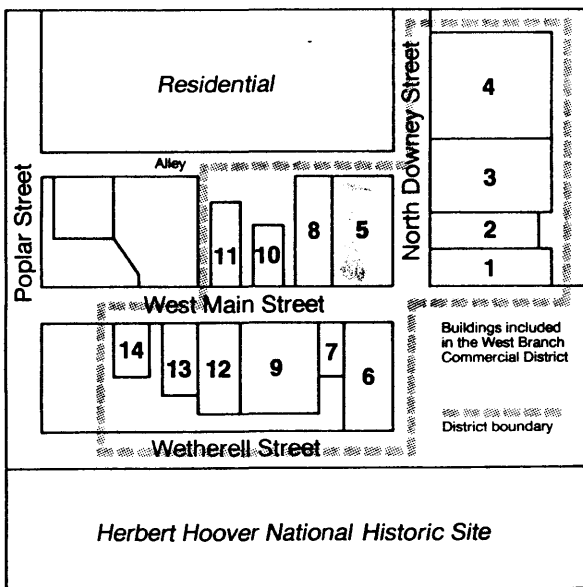 Residential
North Downey Street
4
Alley
Poplar Street
3
11
10
8
5
2
1
West Main Street
Buildings included
in the West Branch
Commercial District
14
13
12
9
7
6
District boundary
Wetherell Street
Herbert Hoover National Historic Site